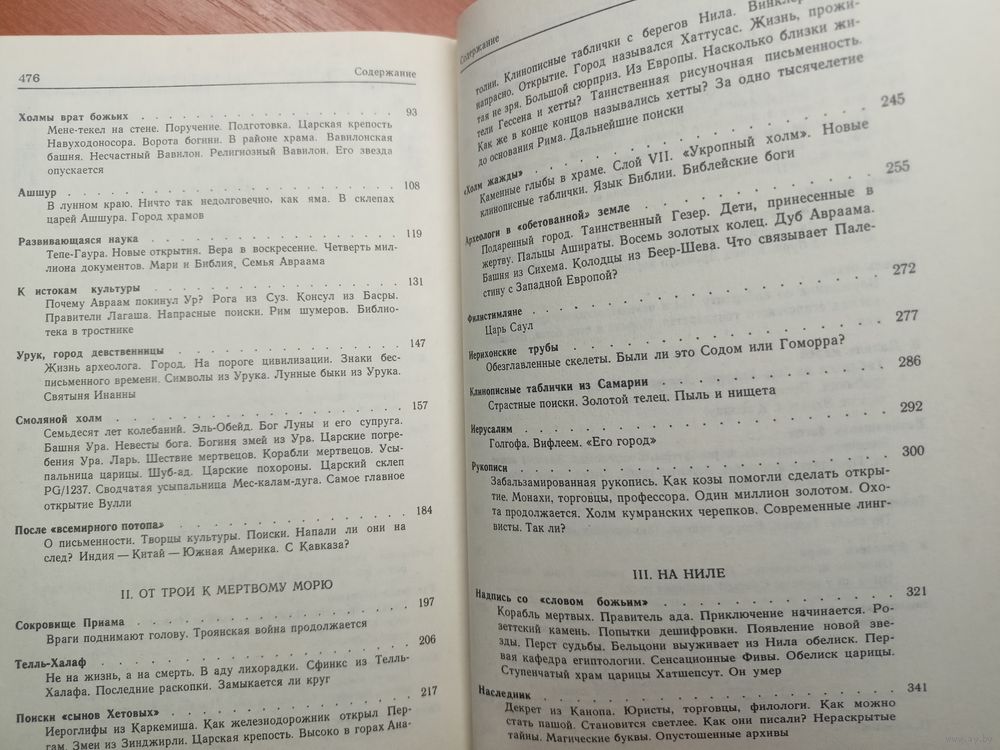 476 Содержание
Холмы врат божьих . . . 93
Мене-текел на стене. Поручение. Подготовка. Царская крепость
Навуходоносора. Ворота богини. В районе храма. Вавилонская
башня. Несчастный Вавилон. Религиозный Вавилон. Его звезда
опускается
Ашшур . . . 108
В лунном краю. Ничто так недолговечно, как яма. В склепах
царей Ашшура. Город храмов
Развивающаяся наука . . . 119
Тепе-Гаура. Новые открытия. Вера в воскресение. Четверть мил-
лиона документов. Мари и Библия, Семья Авраама
К истокам культуры . . . 131
Почему Авраам покинул Ур? Рога из Суз. Консул из Басры.
Правители Лагаша. Напрасные поиски. Рим шумеров. Библио-
тека в тростнике
Урук, город девственницы . . . 147
Жизнь археолога. Город. На пороге цивилизации. Знаки бес-
письменного времени. Символы из Урука. Лунные быки из Урука.
Святыня Инанны
Смоляной холм . . . 157
Семьдесят лет колебаний. Эль-Обейд. Бог Луны и его супруга.
Башня Ура. Невесты бога. Богиня змей из Ура. Царские погре-
бения Ура. Ларь. Шествие мертвецов. Корабли мертвецов. Усы-
пальница царицы. Шуб-ад. Царские похороны. Царский склеп
PG/1237. Сводчатая усыпальница Мес-калам-дуга. Самое главное
открытие Вулли
После «всемирного потопа» . . . 184
О письменности. Творцы культуры. Поиски. Напали ли они на
след? Индия — Китай — Южная Америка. С Кавказа?
II. ОТ ТРОИ К МЕРТВОМУ МОРЮ
Сокровище Приама . . . 197
Враги поднимают голову. Троянская война продолжается
Телль-Халаф . . . 206
Не на жизнь, а на смерть. В аду лихорадки. Сфинкс из Телль-
Халафа. Последние раскопки. Замыкается ли круг
Поиски «сынов Хетовых» . . . 217
Иероглифы из Каркемиша. Как железнодорожник открыл Пер-
гам. Змеи из Зинджирли. Царская крепость. Высоко в горах Ана-
Содержание
толии. Клинописные таблички с берегов Нила.
напрасно. Открытие. Город назывался Хаттусас. Жизнь, прожи-
тая не зря. Большой сюрприз. Из Европы. Насколько близки жи-
тели Гессена и хетты? Таинственная рисуночная письменность.
Как же в конце концов назывались хетты? За одно тысячелетие
до основания Рима. Дальнейшие поиски
«Холм жажды» . . . 245
Каменные глыбы в храме. Слой VII. «Укропный холм». Новые
клинописные таблички. Язык Библии. Библейские боги
Археологи в «обетованной» земле . . . 255
Подаренный город. Таинственный Гезер. Дети, принесенные в
жертву. Пальцы Ашираты. Восемь золотых колец. Дуб Авраама.
Башня из Сихема. Колодцы из Беер-Шева. Что связывает Пале-
стину с Западной Европой?
Филистимляне . . . 272
Царь Саул
Иерихонские трубы . . . 277
Обезглавленные скелеты. Были ли это Содом или Гоморра?
Клинописные таблички из Самарии . . . 286
Страстные поиски. Золотой телец. Пыль и нищета
Иерусалим . . . 292
Голгофа. Вифлеем. «Его город»
Рукописи . . . 300
Забальзамированная рукопись. Как козы помогли сделать откры-
тие. Монахи, торговцы, профессора. Один миллион золотом. Охо-
та продолжается. Холм кумранских черепков. Современные линг-
висты. Так ли?
III. НА НИЛЕ
Надпись со «словом божьим» . . . 321
Корабль мертвых. Правитель ада. Приключение начинается. Ро-
зеттский камень. Попытки дешифровки. Появление новой зве-
зды. Перст судьбы. Бельцони выуживает из Нила обелиск. Пер-
вая кафедра египтологии. Сенсационные Фивы. Обелиск царицы.
Ступенчатый храм царицы Хатшепсут. Он умер
Наследник . . . 341
Декрет из Канопа. Юристы, торговцы, филологи. Как можно
стать пашой. Становится светлее. Как они писали? Нераскрытые
тайны. Магические буквы. Опустошенные архивы